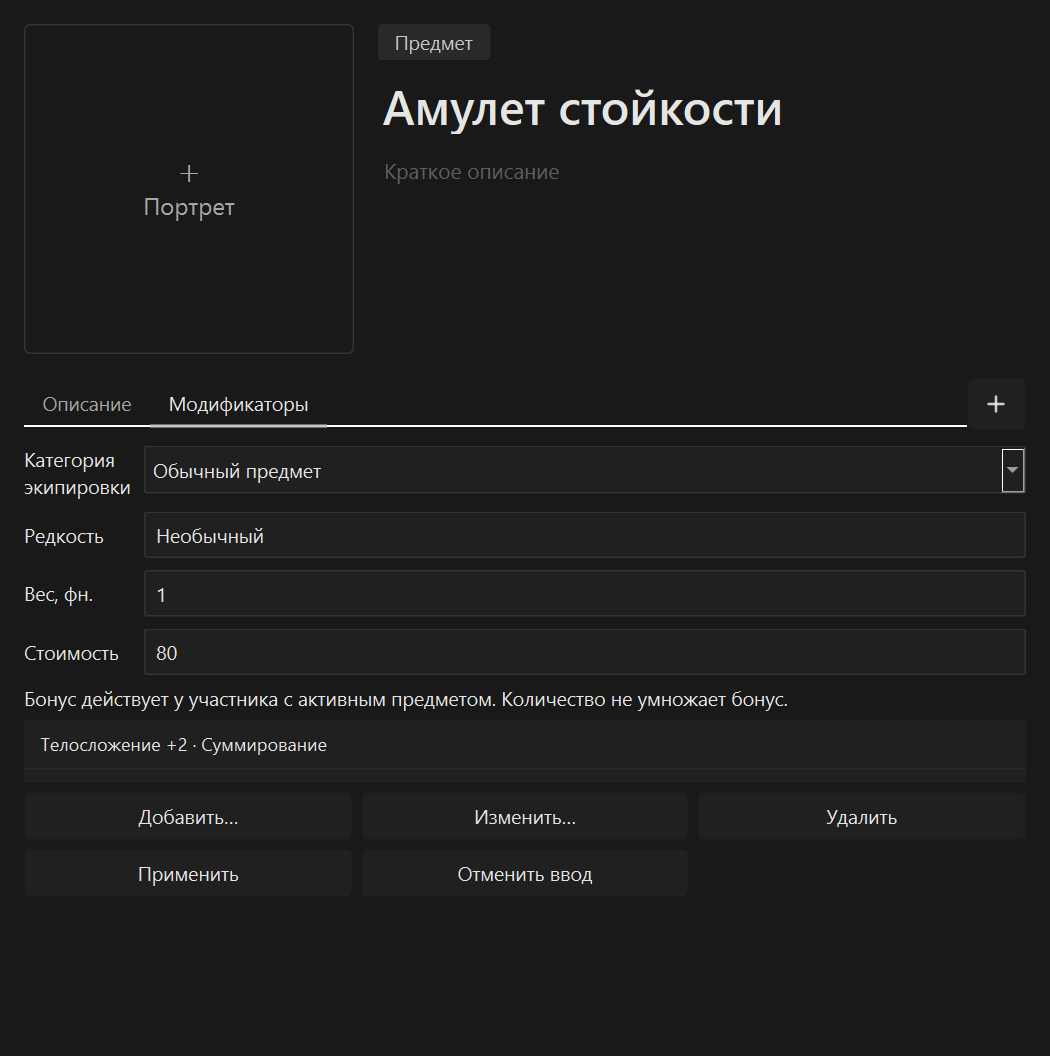 Предмет
Амулет стойкости
Краткое описание
+
Портрет
Описание
Модификаторы
+
Категория
экипировки
Обычный предмет
Редкость
Необычный
Вес, фн.
1
Стоимость
80
Бонус действует у участника с активным предметом. Количество не умножает бонус.
Телосложение +2 · Суммирование
Добавить...
Изменить...
Удалить
Применить
Отменить ввод